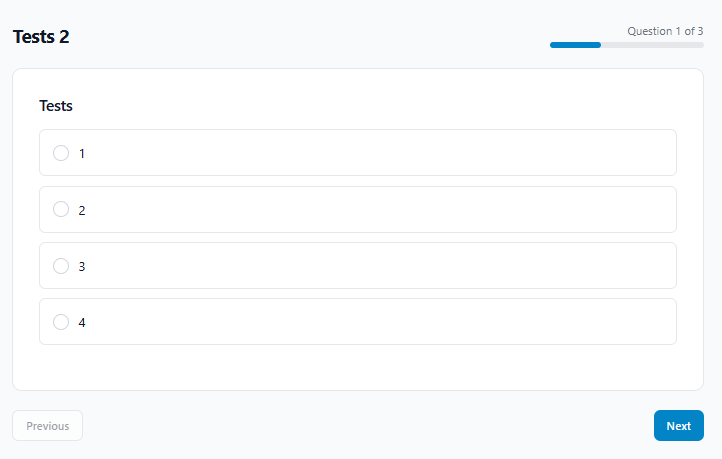 Tests 2
Question 1 of 3
Tests
1
2
3
4
Previous
Next